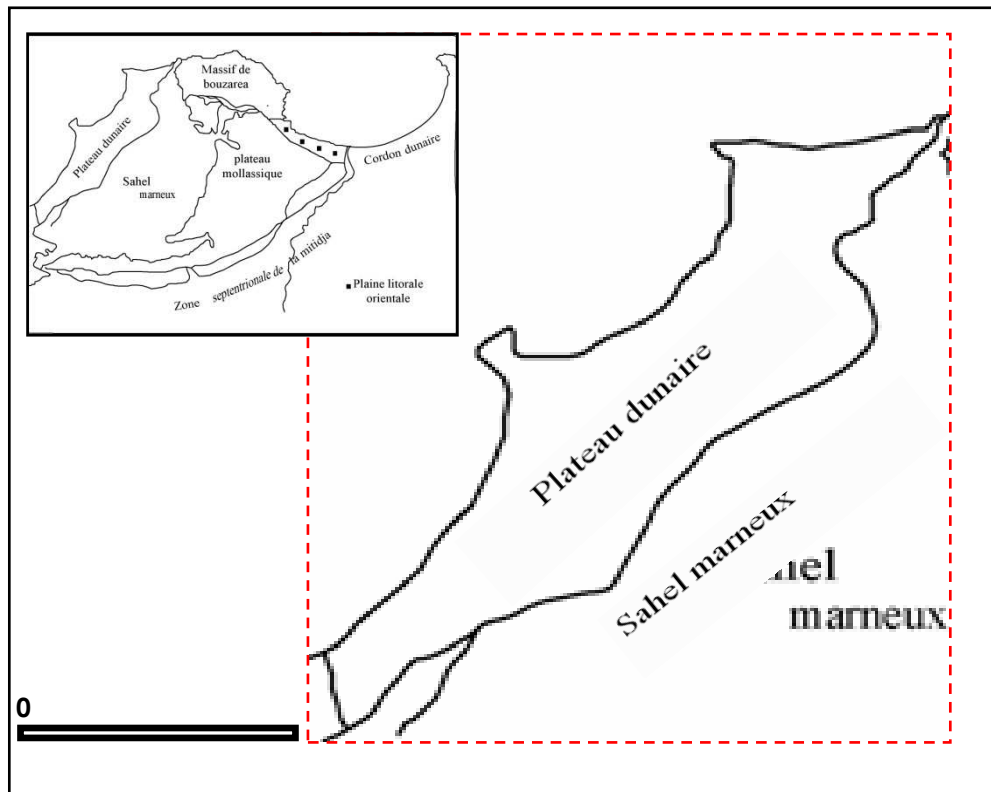 Massif de
bouzarea
Plateau dunaire
Cordon dunaire
plateau
mollassique
Sahel
marneux
Zone septentrionale de la mitidja
Plaine litorale
orientale
Plateau dunaire
Sahel marneux
marneux
0